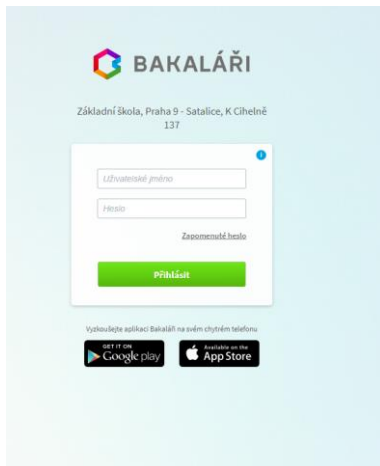 BAKALÁŘI
Základní škola, Praha 9 - Satalice, K Cihelně
137
Uživatelské jméno
Heslo
Zapomenuté heslo
Přihlásit
Vyzkoušejte aplikaci Bakaláři na svém chytrém telefonu
GET IT ON
Google play
Available on the
App Store